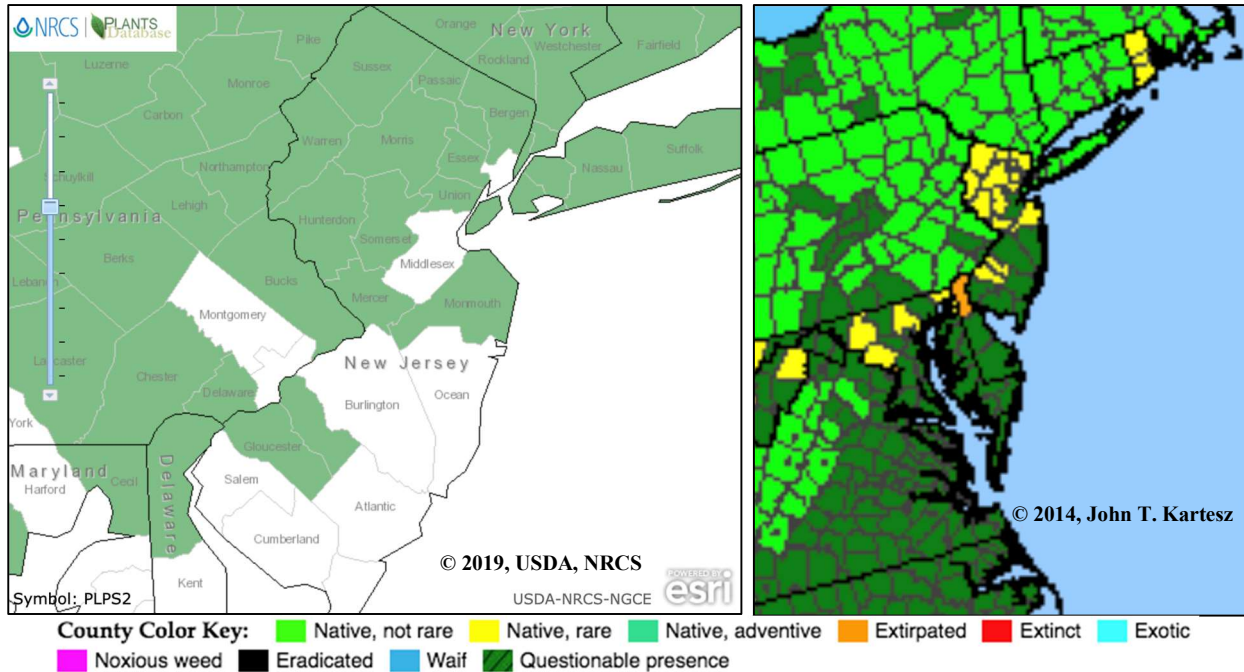 NRCS | PLANTS
Database
Orange
New York
Pike
Westchester
Fairfield
Rockland
Luzerne
Sussex
Passaic
Monroe
Bergen
Carbon
Warren
Morris
Essex
Nassau
Suffolk
Northampton
Schuylkill
Union
Lehigh
Pennsylvania
Hunterdon
Somerset
Middlesex
Berks
Lebanon
Bucks
Mercer
Monmouth
Montgomery
Lancaster
New Jersey
Chester
Ocean
Delaware
Burlington
York
Gloucester
Maryland
Cecil
Salem
Harford
Delaware
Atlantic
Cumberland
Kent
© 2019, USDA, NRCS
POWERED BY
esri
Symbol: PLPS2
USDA-NRCS-NGCE
© 2014, John T. Kartesz
County Color Key: Native, not rare Native, rare Native, adventive Extirpated Extinct Exotic
Noxious weed Eradicated Waif Questionable presence